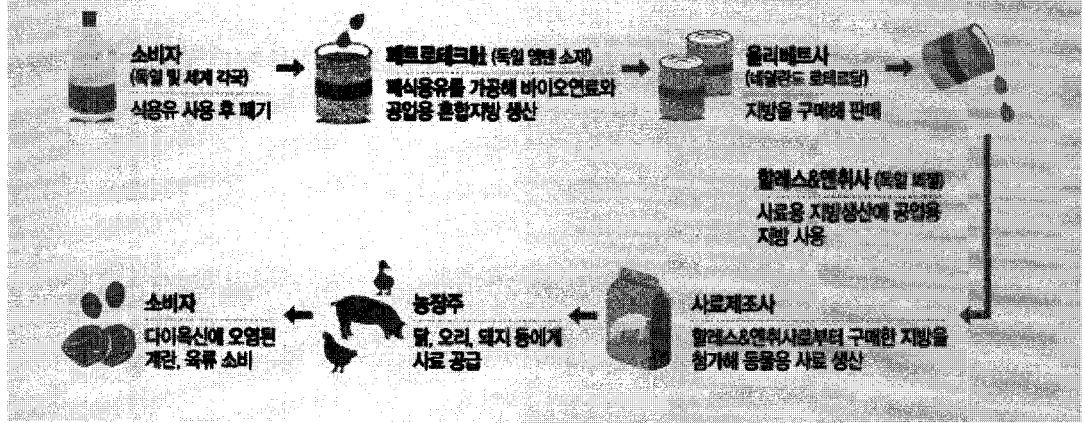 소비자
(독일 및 세계 각국)
식용유 사용 후 폐기
페트로테크사 (독일 엠텐 소재)
폐식용유를 가공해 바이오연료와
공업용 혼합지방 생산
올리베트사
(네덜란드 로테르담)
지방을 구매해 판매
할레스&엔취사 (독일
사료용 지방생산에 공업용
지방 사용
사료제조사
할레스&엔취사로부터 구매한 지방을
첨가해 동물용 사료 생산
농장주
닭, 오리, 돼지 등에게
사료 공급
소비자
다이옥신에 오염된
계란, 육류 소비